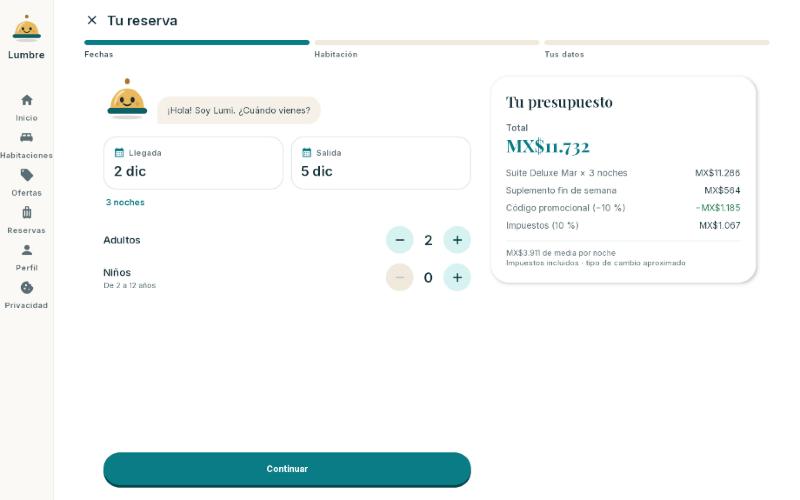 Lumbre
Inicio
Habitaciones
Ofertas
Reservas
Perfil
Privacidad
Tu reserva
Fechas
Habitación
Tus datos
¡Hola! Soy Lumi. ¿Cuándo vienes?
Llegada
2 dic
Salida
5 dic
3 noches
Adultos
− 2 +
Niños
De 2 a 12 años
− 0 +
Continuar
Tu presupuesto
Total
MX$11.732
Suite Deluxe Mar × 3 noches MX$11.286
Suplemento fin de semana MX$564
Código promocional (−10 %) −MX$1.185
Impuestos (10 %) MX$1.067
MX$3.911 de media por noche
Impuestos incluidos · tipo de cambio aproximado